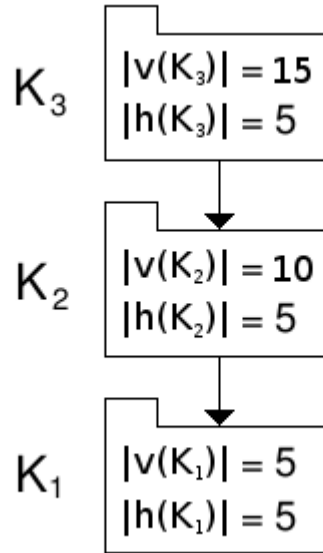 K₃
|v(K₃)| = 15
|h(K₃)| = 5
K₂
|v(K₂)| = 10
|h(K₂)| = 5
K₁
|v(K₁)| = 5
|h(K₁)| = 5